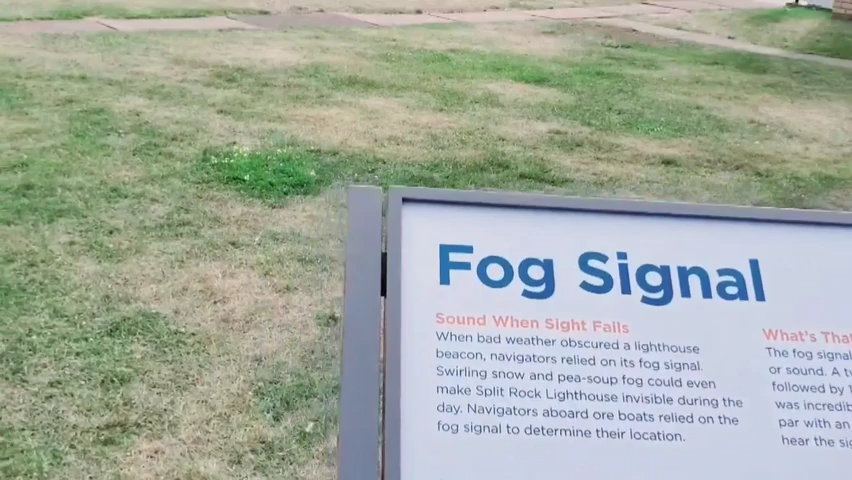 Fog Signal
Sound When Sight Fails
When bad weather obscured a lighthouse
beacon, navigators relied on its fog signal.
Swirling snow and pea-soup fog could even
make Split Rock Lighthouse invisible during the
day. Navigators aboard ore boats relied on the
fog signal to determine their location.
What's
The fog signal
or sound. A
followed by
was
par with an
hear the